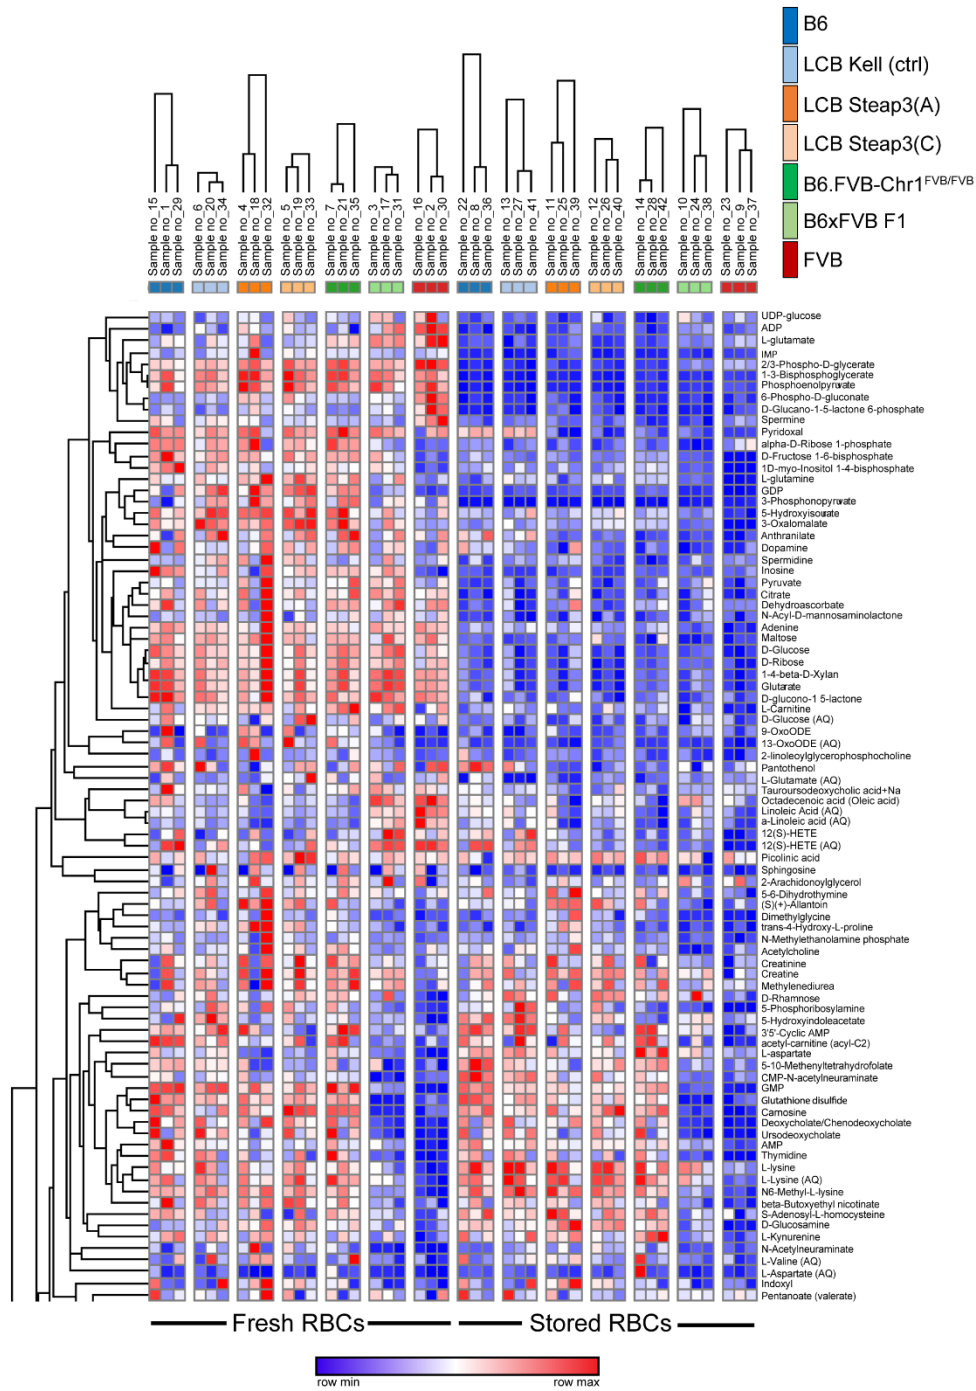 B6
LCB Kell (ctrl)
LCB Steap3(A)
LCB Steap3(C)
B6.FVB-Chr1FVB/FVB
B6xFVB F1
FVB
Sample no_15
Sample no_1
Sample no_29
Sample no_6
Sample no_20
Sample no_34
Sample no_4
Sample no_18
Sample no_32
Sample no_5
Sample no_19
Sample no_33
Sample no_7
Sample no_21
Sample no_35
Sample no_3
Sample no_17
Sample no_31
Sample no_16
Sample no_2
Sample no_30
Sample no_22
Sample no_8
Sample no_36
Sample no_13
Sample no_27
Sample no_41
Sample no_11
Sample no_25
Sample no_39
Sample no_12
Sample no_26
Sample no_40
Sample no_14
Sample no_28
Sample no_42
Sample no_10
Sample no_24
Sample no_38
Sample no_23
Sample no_9
Sample no_37
UDP-glucose
ADP
L-glutamate
IMP
2/3-Phospho-D-glycerate
1-3-Bisphosphoglycerate
Phosphoenolpyruvate
6-Phospho-D-gluconate
D-Glucano-1-5-lactone 6-phosphate
Spermine
Pyridoxal
alpha-D-Ribose 1-phosphate
D-Fructose 1-6-bisphosphate
1D-myo-Inositol 1-4-bisphosphate
L-glutamine
GDP
3-Phosphonopyruvate
5-Hydroxyisourate
3-Oxalomalate
Anthranilate
Dopamine
Spermidine
Inosine
Pyruvate
Citrate
Dehydroascorbate
N-Acyl-D-mannosaminolactone
Adenine
Maltose
D-Glucose
D-Ribose
1-4-beta-D-Xylan
Glutarate
D-glucono-1 5-lactone
L-Carnitine
D-Glucose (AQ)
9-OxoODE
13-OxoODE (AQ)
2-linoleoylglycerophosphocholine
Pantothenol
L-Glutamate (AQ)
Tauroursodeoxycholic acid+Na
Octadecenoic acid (Oleic acid)
Linoleic Acid (AQ)
a-Linoleic acid (AQ)
12(S)-HETE
12(S)-HETE (AQ)
Picolinic acid
Sphingosine
2-Arachidonoylglycerol
5-6-Dihydrothymine
(S)(+)-Allantoin
Dimethylglycine
trans-4-Hydroxy-L-proline
N-Methylethanolamine phosphate
Acetylcholine
Creatinine
Creatine
Methylenediurea
D-Rhamnose
5-Phosphoribosylamine
5-Hydroxyindoleacetate
3'5'-Cyclic AMP
acetyl-carnitine (acyl-C2)
L-aspartate
5-10-Methenyltetrahydrofolate
CMP-N-acetylneuraminate
GMP
Glutathione disulfide
Carnosine
Deoxycholate/Chenodeoxycholate
Ursodeoxycholate
AMP
Thymidine
L-lysine
L-Lysine (AQ)
N6-Methyl-L-lysine
beta-Butoxyethyl nicotinate
S-Adenosyl-L-homocysteine
D-Glucosamine
L-Kynurenine
N-Acetylneuraminate
L-Valine (AQ)
L-Aspartate (AQ)
Indoxyl
Pentanoate (valerate)
Fresh RBCs
Stored RBCs
row min
row max